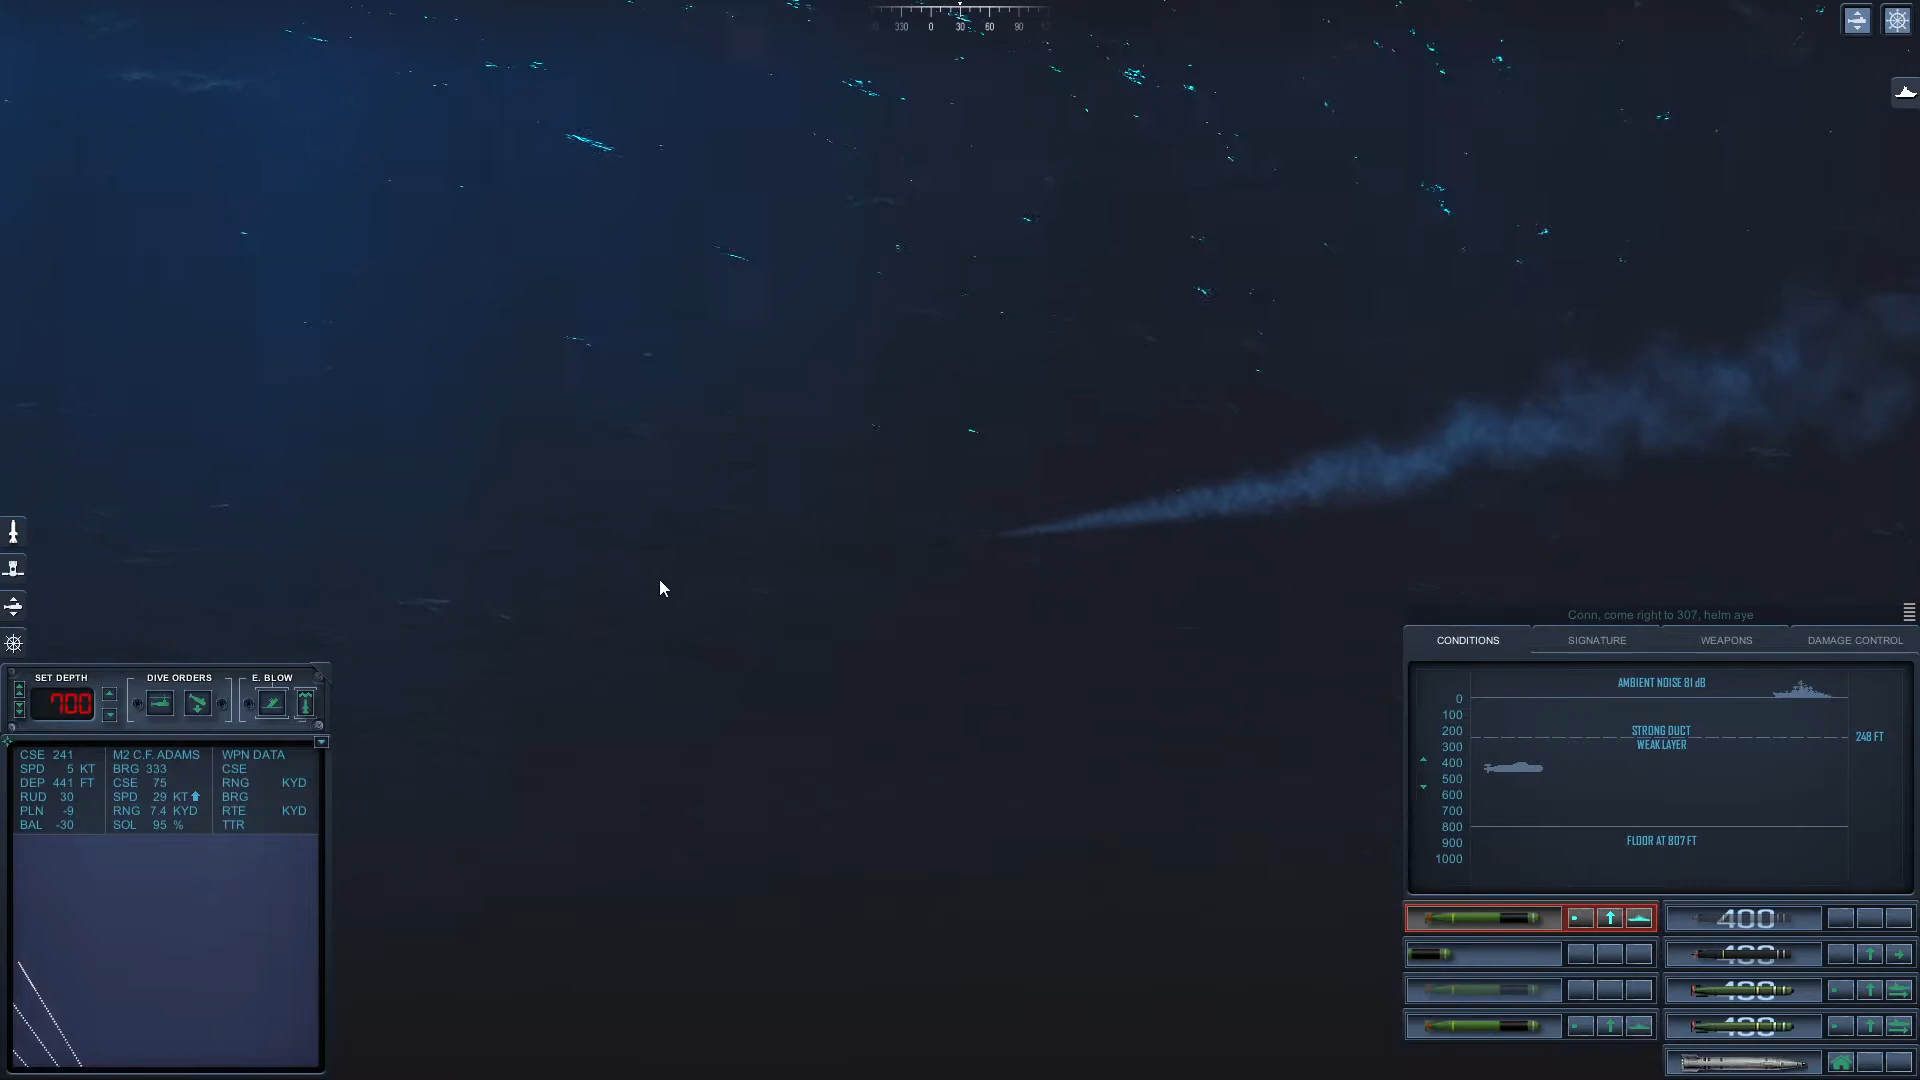 330 0 30 60 90
Conn, come right to 307, helm aye
CONDITIONS SIGNATURE WEAPONS DAMAGE CONTROL
SET DEPTH DIVE ORDERS E. BLOW
700
CSE 241
SPD 5 KT
DEP 441 FT
RUD 30
PLN -9
BAL -30
M2 C.F. ADAMS
BRG 333
CSE 75
SPD 29 KT
RNG 7.4 KYD
SOL 95 %
WPN DATA
CSE
RNG KYD
BRG
RTE KYD
TTR
AMBIENT NOISE 81 dB
0
100
200
300
400
500
600
700
800
900
1000
STRONG DUCT
WEAK LAYER
248 FT
FLOOR AT 807 FT
400
400
400
400